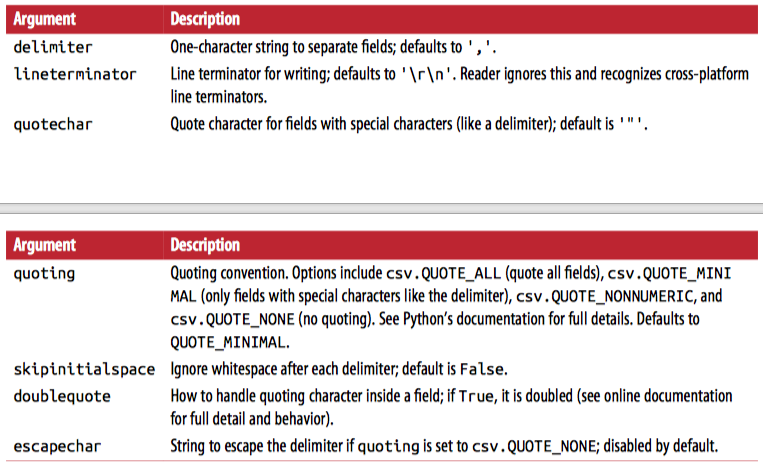 Argument Description
delimiter One-character string to separate fields; defaults to ','.
lineterminator Line terminator for writing; defaults to '\r\n'. Reader ignores this and recognizes cross-platform
line terminators.
quotechar Quote character for fields with special characters (like a delimiter); default is '"'.
Argument Description
quoting Quoting convention. Options include csv.QUOTE_ALL (quote all fields), csv.QUOTE_MINI
MAL (only fields with special characters like the delimiter), csv.QUOTE_NONNUMERIC, and
csv.QUOTE_NONE (no quoting). See Python’s documentation for full details. Defaults to
QUOTE_MINIMAL.
skipinitialspace Ignore whitespace after each delimiter; default is False.
doublequote How to handle quoting character inside a field; if True, it is doubled (see online documentation
for full detail and behavior).
escapechar String to escape the delimiter if quoting is set to csv.QUOTE_NONE; disabled by default.